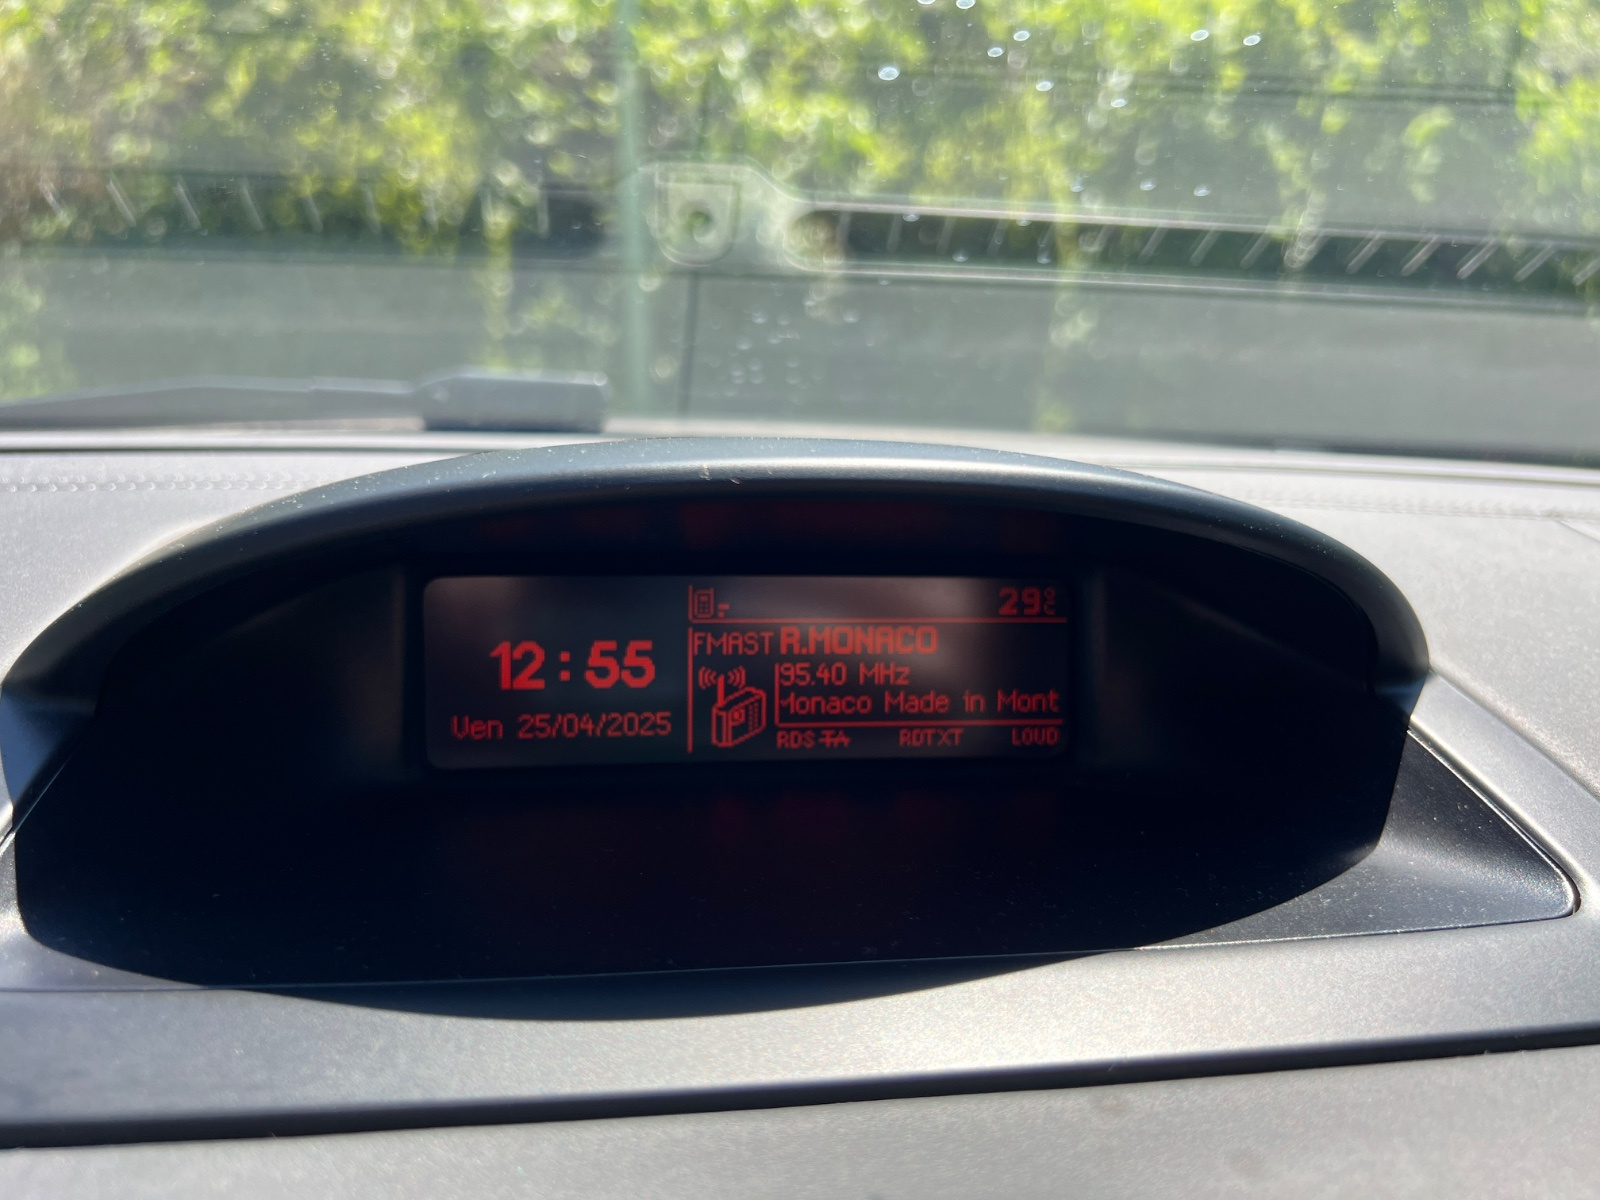 12:55
Ven 25/04/2025
29°C
FMAST R.MONACO
95.40 MHz
Monaco Made in Mont
RDS TA RDTXT LOUD